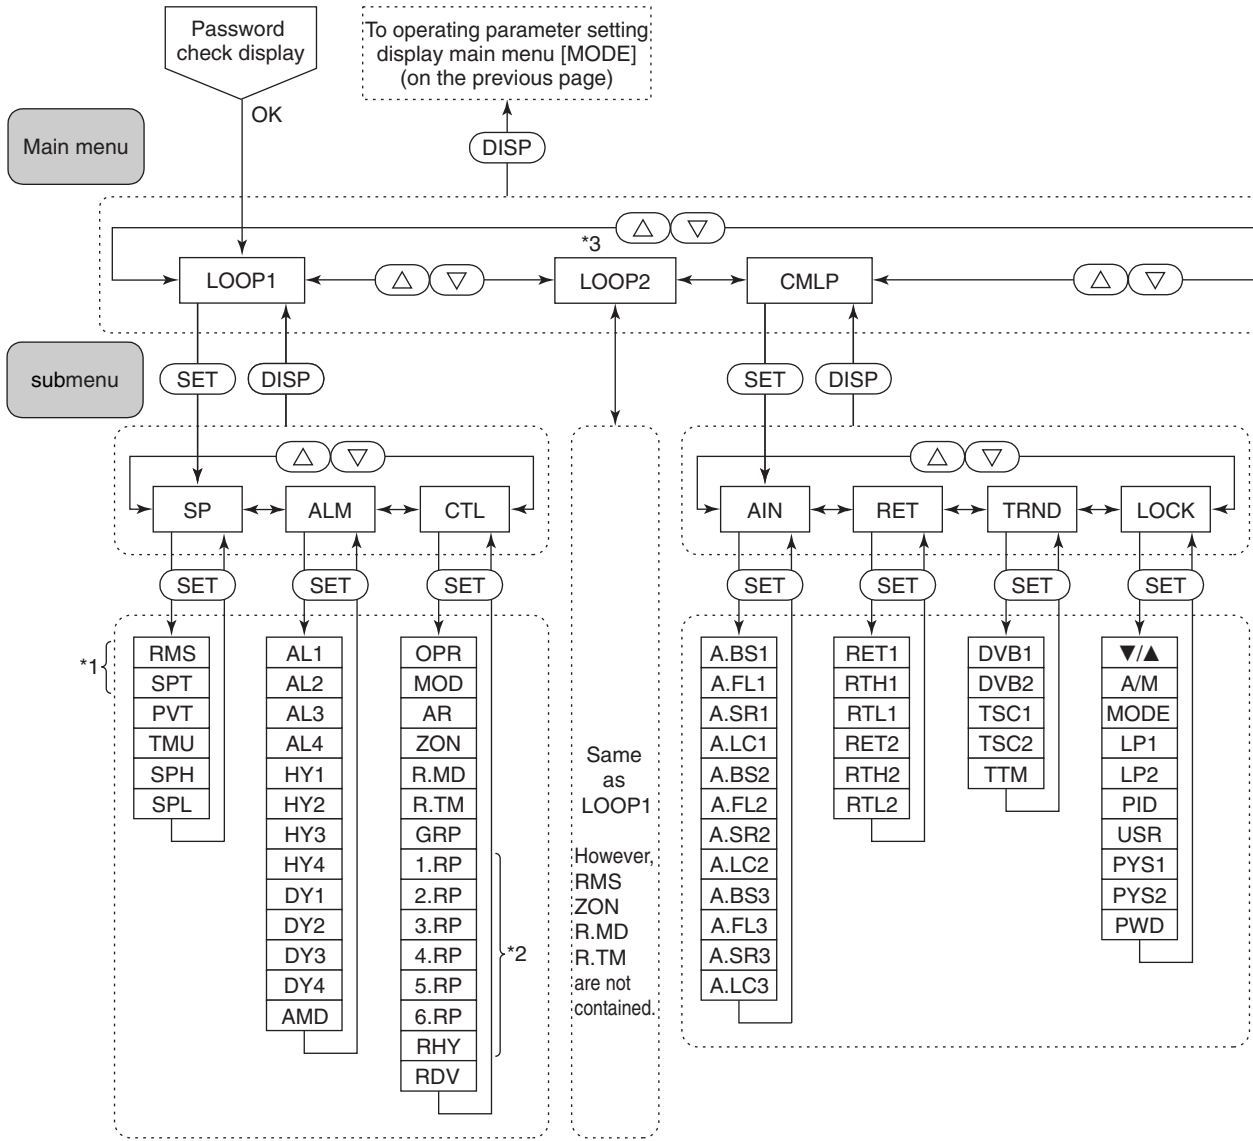 Password
check display
To operating parameter setting
display main menu [MODE]
(on the previous page)
OK
Main menu
DISP
△ ▽
*3
LOOP1
△ ▽
LOOP2
CMLP
△ ▽
submenu
SET
DISP
SET
DISP
△ ▽
△ ▽
SP
ALM
CTL
AIN
RET
TRND
LOCK
SET
SET
SET
SET
SET
SET
SET
*1
RMS
SPT
PVT
TMU
SPH
SPL
AL1
AL2
AL3
AL4
HY1
HY2
HY3
HY4
DY1
DY2
DY3
DY4
AMD
OPR
MOD
AR
ZON
R.MD
R.TM
GRP
1.RP
2.RP
3.RP
4.RP
5.RP
6.RP
RHY
RDV
*2
Same
as
LOOP1
However,
RMS
ZON
R.MD
R.TM
are not
contained.
A.BS1
A.FL1
A.SR1
A.LC1
A.BS2
A.FL2
A.SR2
A.LC2
A.BS3
A.FL3
A.SR3
A.LC3
RET1
RTH1
RTL1
RET2
RTH2
RTL2
DVB1
DVB2
TSC1
TSC2
TTM
▼/▲
A/M
MODE
LP1
LP2
PID
USR
PYS1
PYS2
PWD